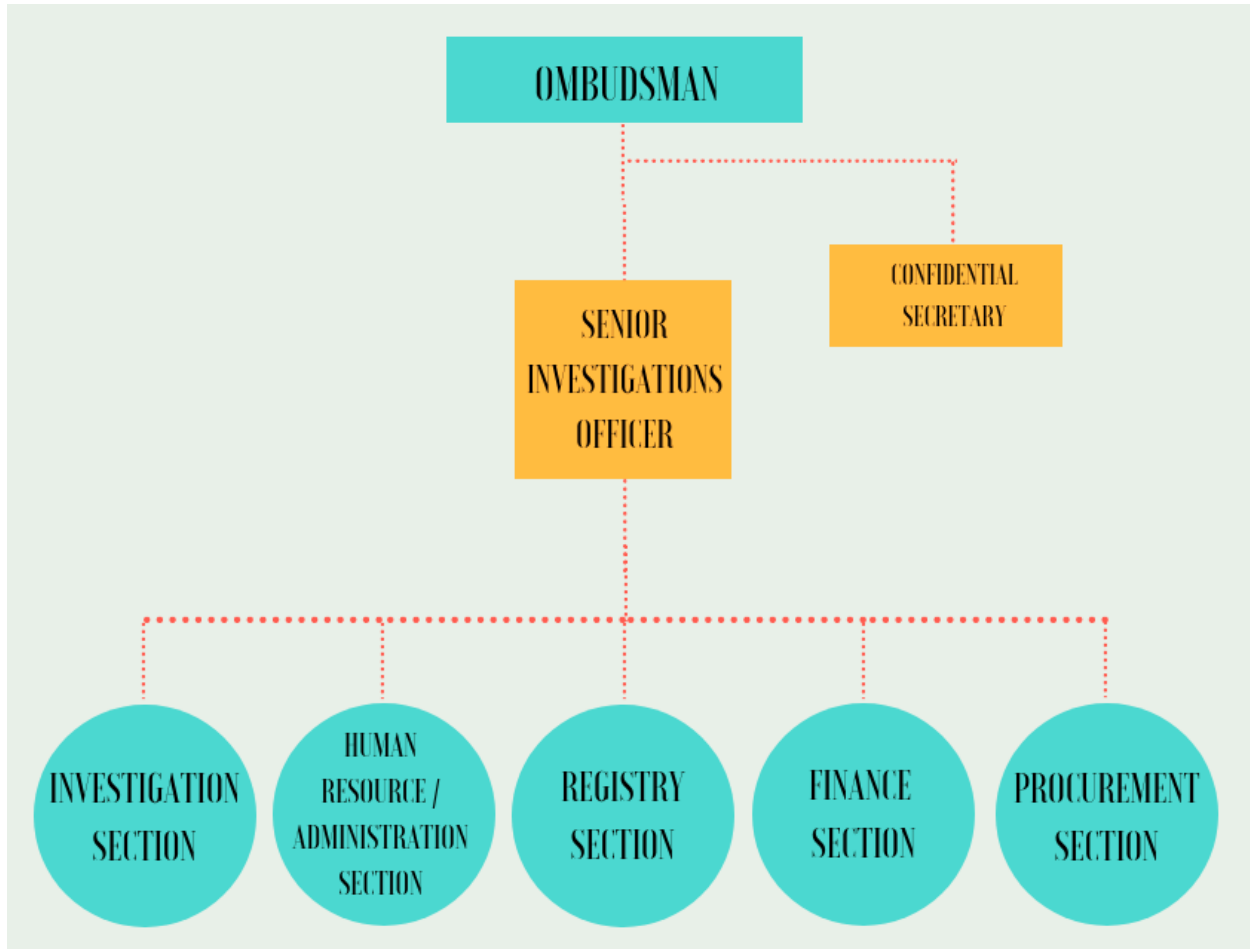 OMBUDSMAN
CONFIDENTIAL
SECRETARY
SENIOR
INVESTIGATIONS
OFFICER
INVESTIGATION
SECTION
HUMAN
RESOURCE /
ADMINISTRATION
SECTION
REGISTRY
SECTION
FINANCE
SECTION
PROCUREMENT
SECTION